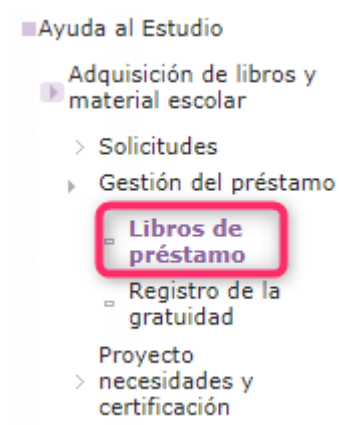 Ayuda al Estudio
Adquisición de libros y
material escolar
Solicitudes
Gestión del préstamo
Libros de
préstamo
Registro de la
gratuidad
Proyecto
necesidades y
certificación